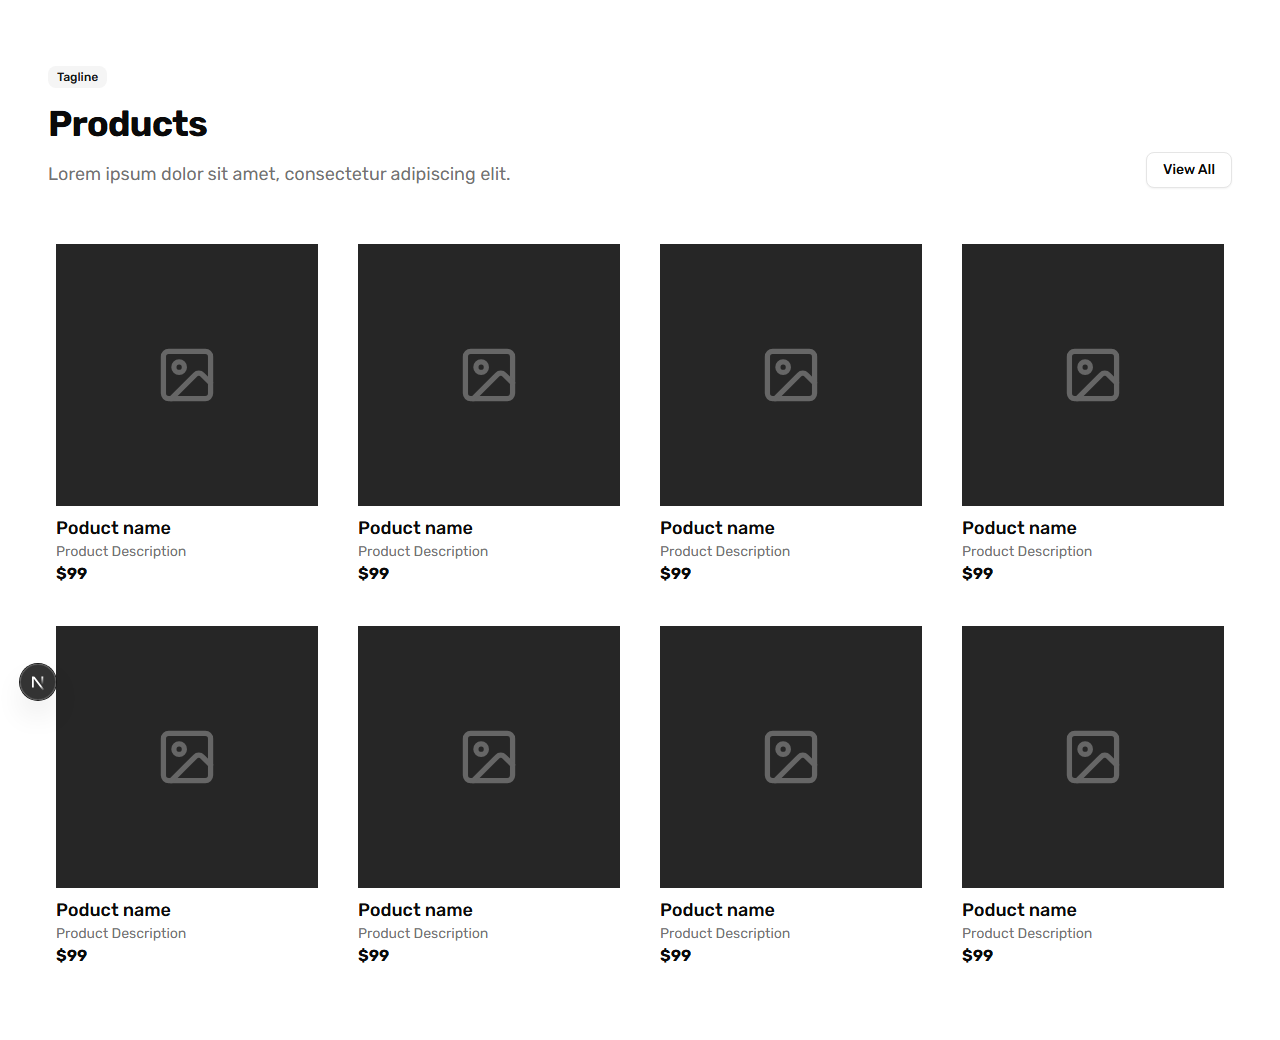 Tagline
Products
Lorem ipsum dolor sit amet, consectetur adipiscing elit.
View All
Poduct name
Product Description
$99
Poduct name
Product Description
$99
Poduct name
Product Description
$99
Poduct name
Product Description
$99
N
Poduct name
Product Description
$99
Poduct name
Product Description
$99
Poduct name
Product Description
$99
Poduct name
Product Description
$99